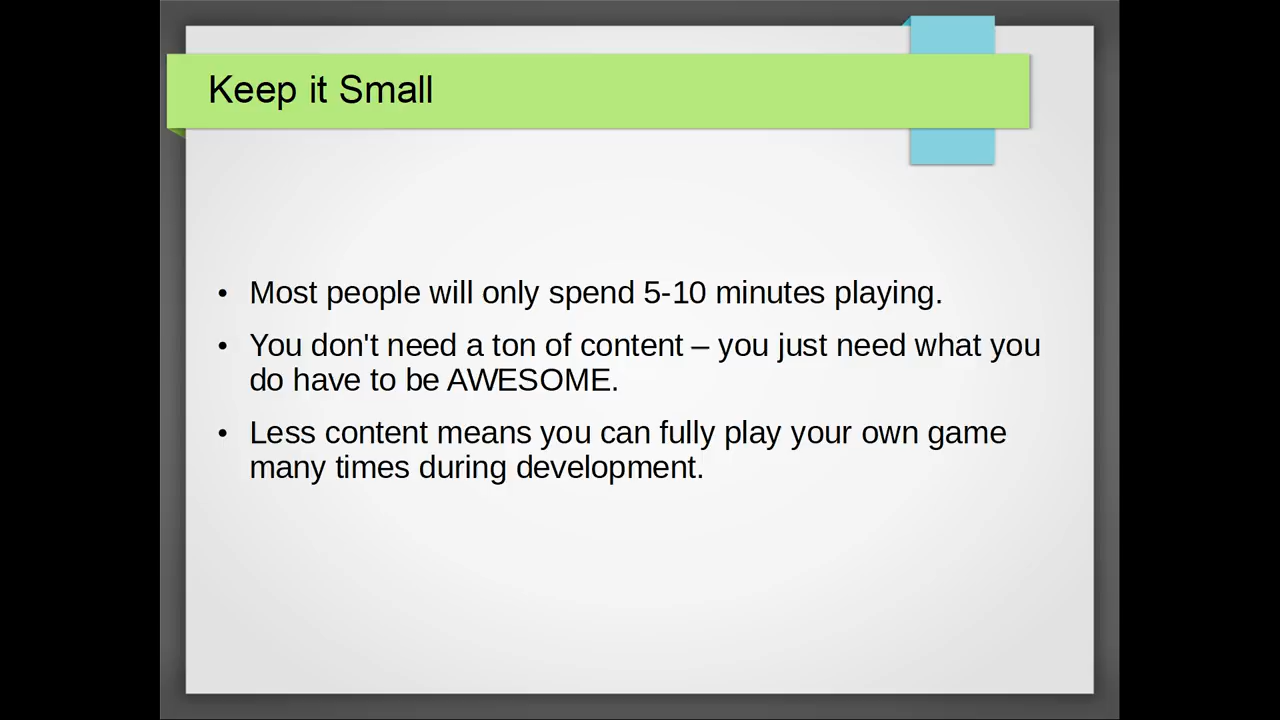 Keep it Small
• Most people will only spend 5-10 minutes playing.
• You don't need a ton of content – you just need what you
do have to be AWESOME.
• Less content means you can fully play your own game
many times during development.